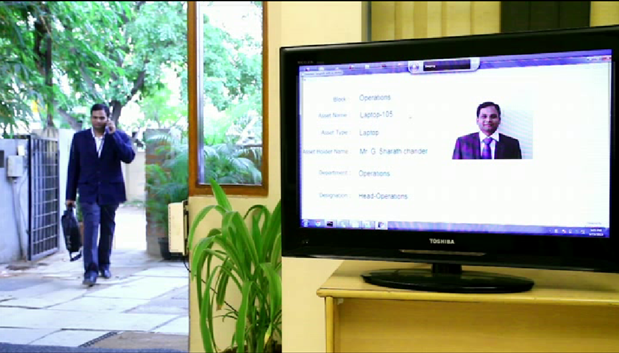 Operations
Asset Name Laptop-105
Asset Type Laptop
Asset Holder Name Mr. G. Sharath chander
Department Operations
Designation Head-Operations
TOSHIBA